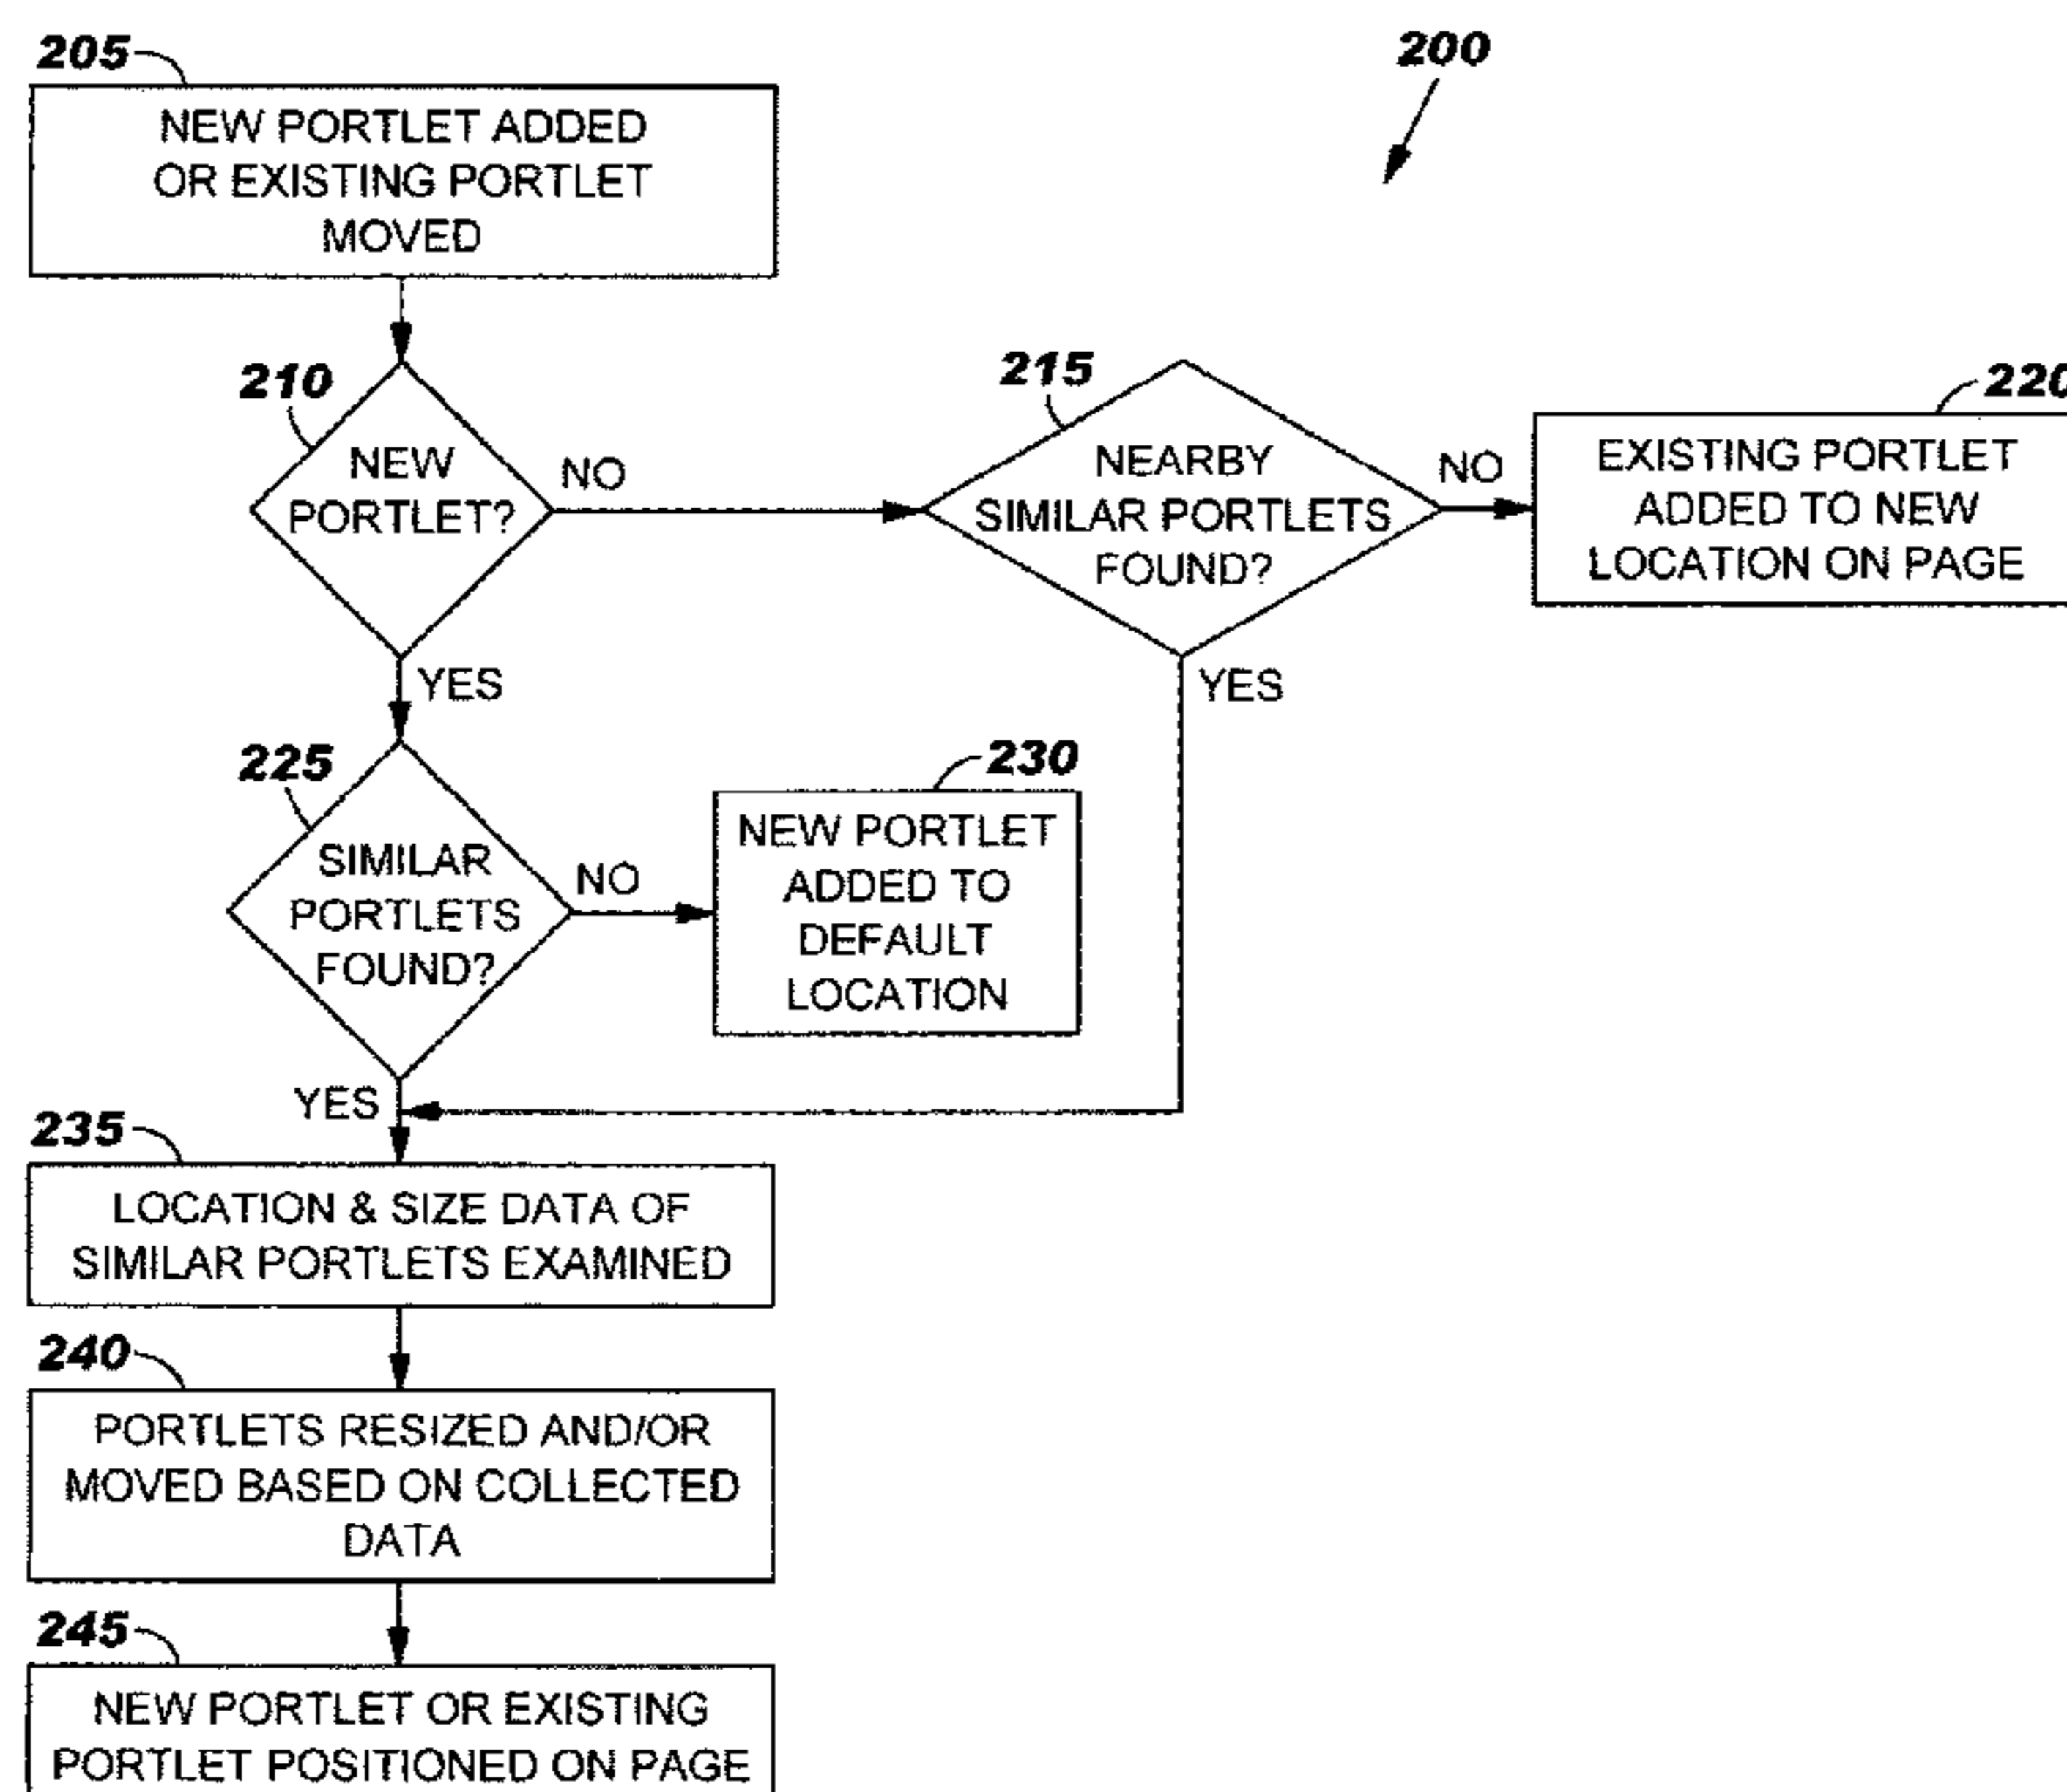 205
200
NEW PORTLET ADDED
OR EXISTING PORTLET
MOVED
210
NEW
PORTLET?
NO
215
NEARBY
SIMILAR PORTLETS
FOUND?
NO
220
EXISTING PORTLET
ADDED TO NEW
LOCATION ON PAGE
YES
YES
225
SIMILAR
PORTLETS
FOUND?
NO
230
NEW PORTLET
ADDED TO
DEFAULT
LOCATION
YES
235
LOCATION & SIZE DATA OF
SIMILAR PORTLETS EXAMINED
240
PORTLETS RESIZED AND/OR
MOVED BASED ON COLLECTED
DATA
245
NEW PORTLET OR EXISTING
PORTLET POSITIONED ON PAGE